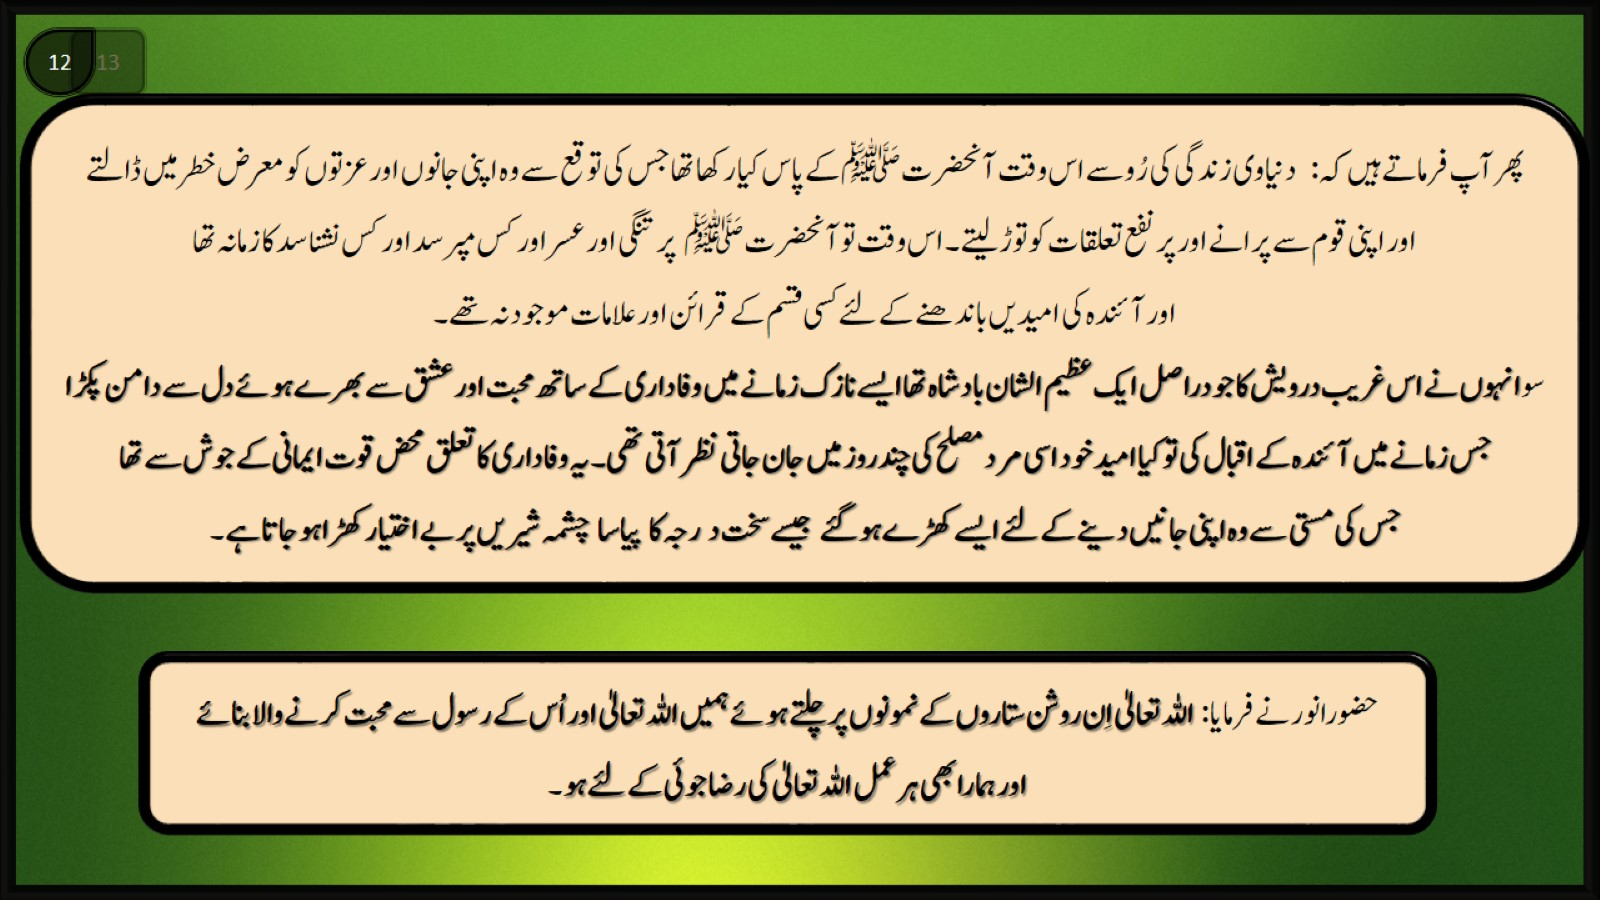 12 13
پھر آپ فرماتے ہیں کہ: دنیاوی زندگی کی رُو سے اس وقت آنحضرت ﷺ کے پاس کیا رکھا تھا جس کی توقع سے وہ اپنی جانوں اور عزتوں کو معرض خطر میں ڈالتے
اور اپنی قوم سے پرانے اور پر نفع تعلقات کو توڑ لیتے۔ اس وقت تو آنحضرت ﷺ پر تنگی اور عسر اور کس مپرسد اور کس نشناسد کا زمانہ تھا
اور آئندہ کی امیدیں باندھنے کے لئے کسی قسم کے قرائن اور علامات موجود نہ تھے۔
سو انہوں نے اس غریب درویش کا جو دراصل ایک عظیم الشان بادشاہ تھا ایسے نازک زمانے میں وفاداری کے ساتھ محبت اور عشق سے بھرے ہوئے دل سے دامن پکڑا
جس زمانے میں آئندہ کے اقبال کی تو کیا امید خود اسی مرد مصلح کی چند روز میں جان جاتی نظر آتی تھی۔ یہ وفاداری کا تعلق محض قوت ایمانی کے جوش سے تھا
جس کی مستی سے وہ اپنی جانیں دینے کے لئے ایسے کھڑے ہو گئے جیسے سخت درجہ کا پیاسا چشمہ شیریں پر بے اختیار کھڑا ہو جاتا ہے۔
حضور انور نے فرمایا: اللہ تعالیٰ اِن روشن ستاروں کے نمونوں پر چلتے ہوئے ہمیں اللہ تعالیٰ اور اُس کے رسول سے محبت کرنے والا بنائے
اور ہمارا بھی ہر عمل اللہ تعالیٰ کی رضا جوئی کے لئے ہو۔